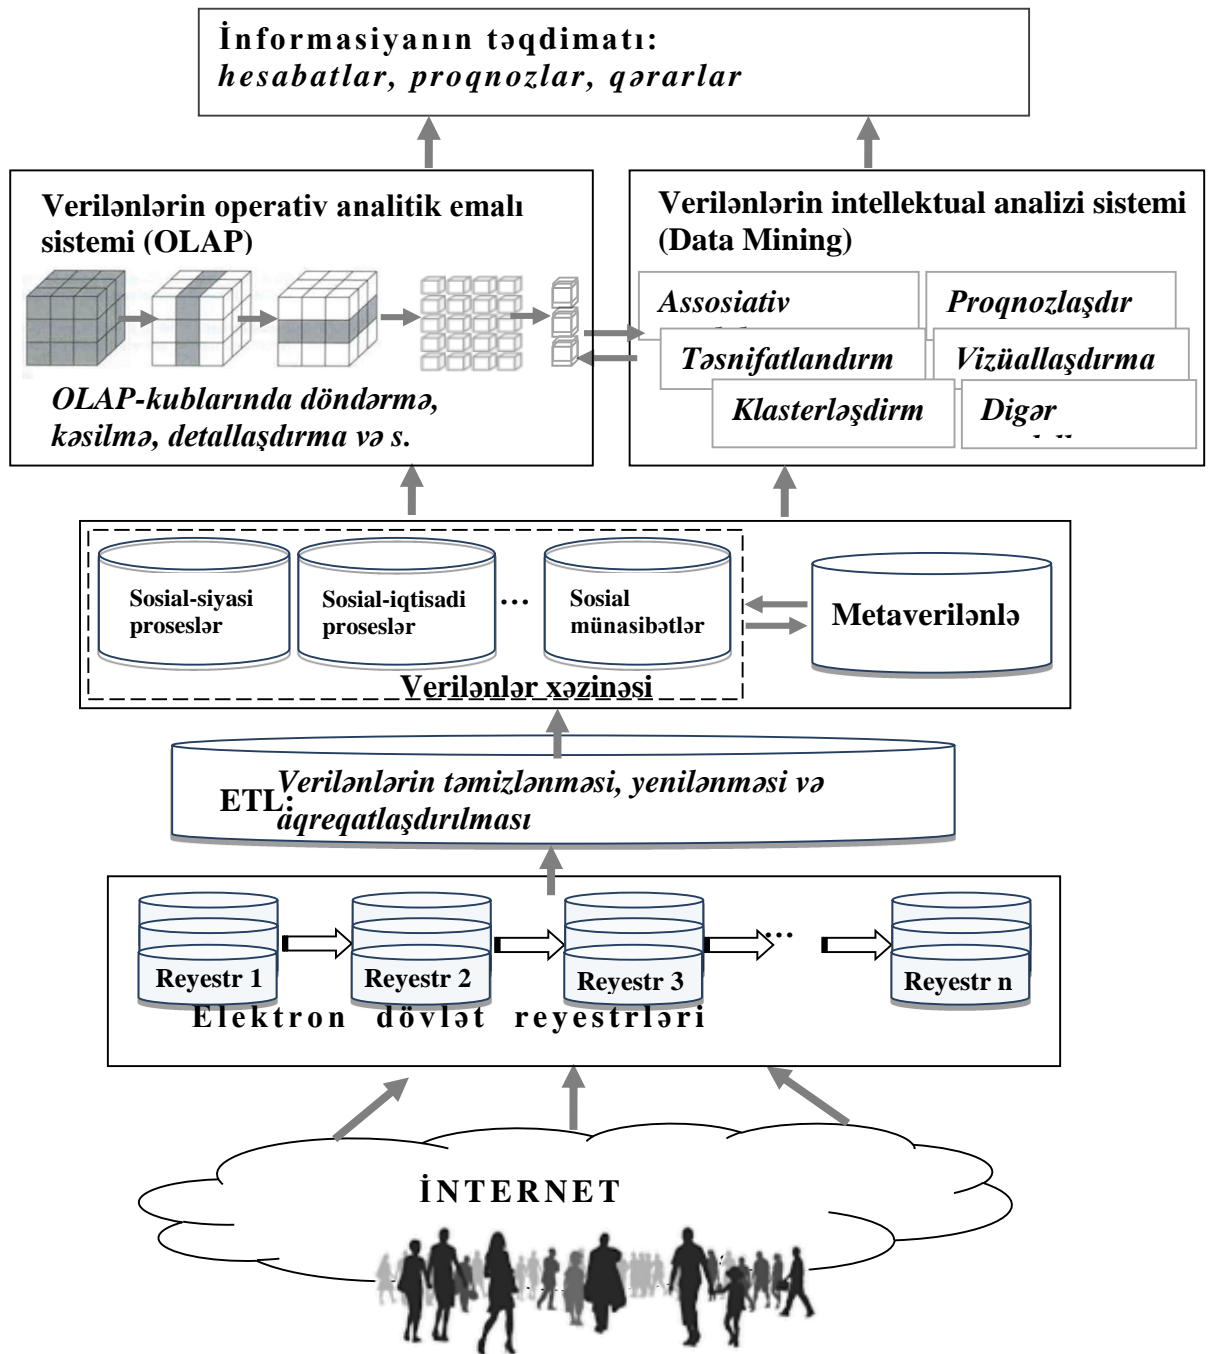 İnformasiyanın təqdimatı:
hesabatlar, proqnozlar, qərarlar
Verilənlərin operativ analitik emalı
sistemi (OLAP)
OLAP-kublarında döndərmə,
kəsilmə, detallaşdırma və s.
Verilənlərin intellektual analizi sistemi
(Data Mining)
Assosiativ
Proqnozlaşdır
Təsnifatlandırm
Vizüallaşdırma
Klasterləşdirm
Digər
Sosial-siyasi
proseslər
Sosial-iqtisadi
proseslər
...
Sosial
münasibətlər
Metaverilənlə
Verilənlər xəzinəsi
ETL:
Verilənlərin təmizlənməsi, yenilənməsi və
aqreqatlaşdırılması
Reyestr 1
Reyestr 2
Reyestr 3
...
Reyestr n
Elektron dövlət reyestrləri
İNTERNET